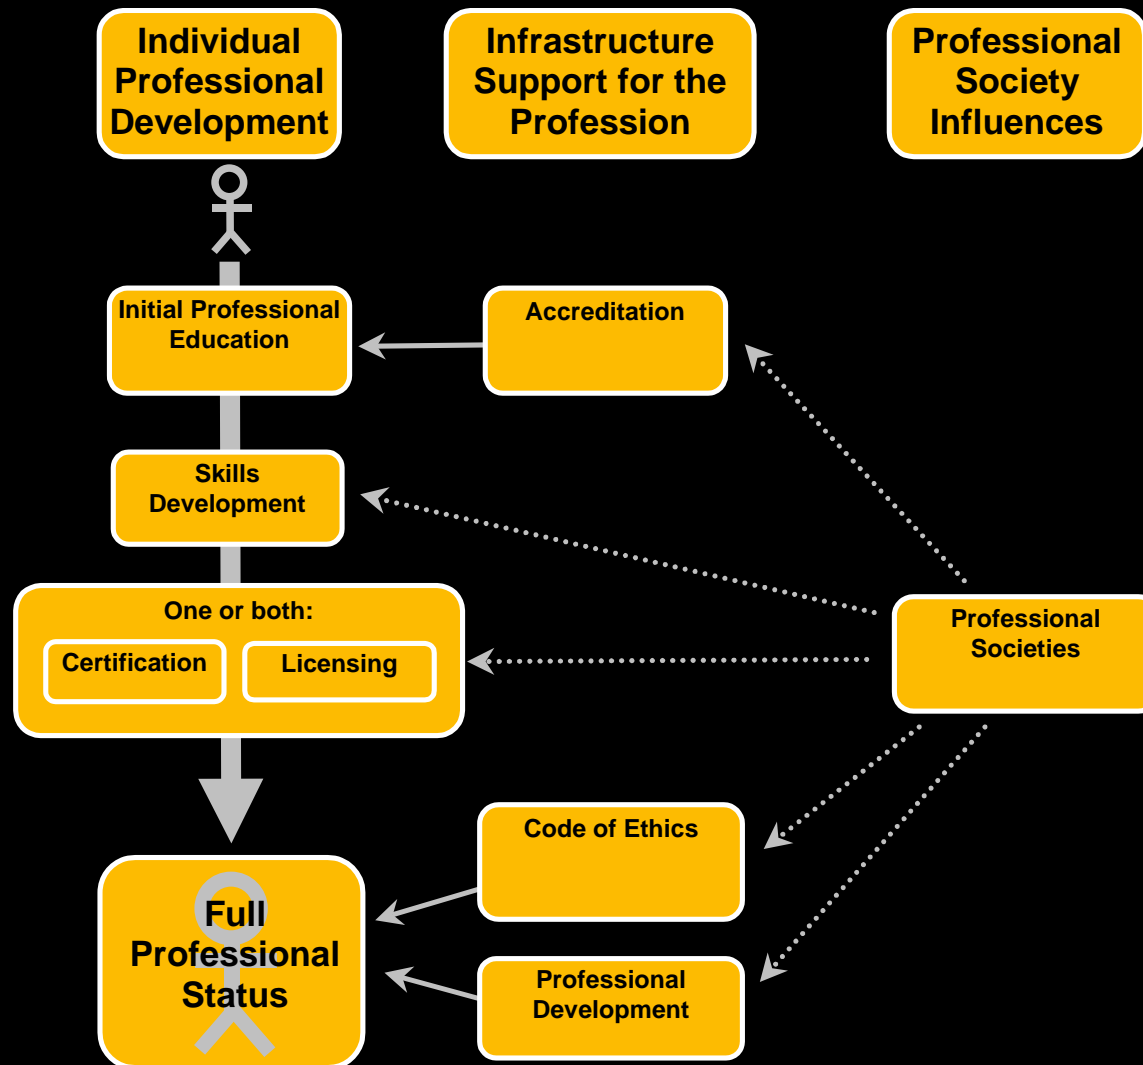 Individual
Professional
Development
Infrastructure
Support for the
Profession
Professional
Society
Influences
Initial Professional
Education
Accreditation
Skills
Development
One or both:
Certification
Licensing
Professional
Societies
Code of Ethics
Full
Professional
Status
Professional
Development